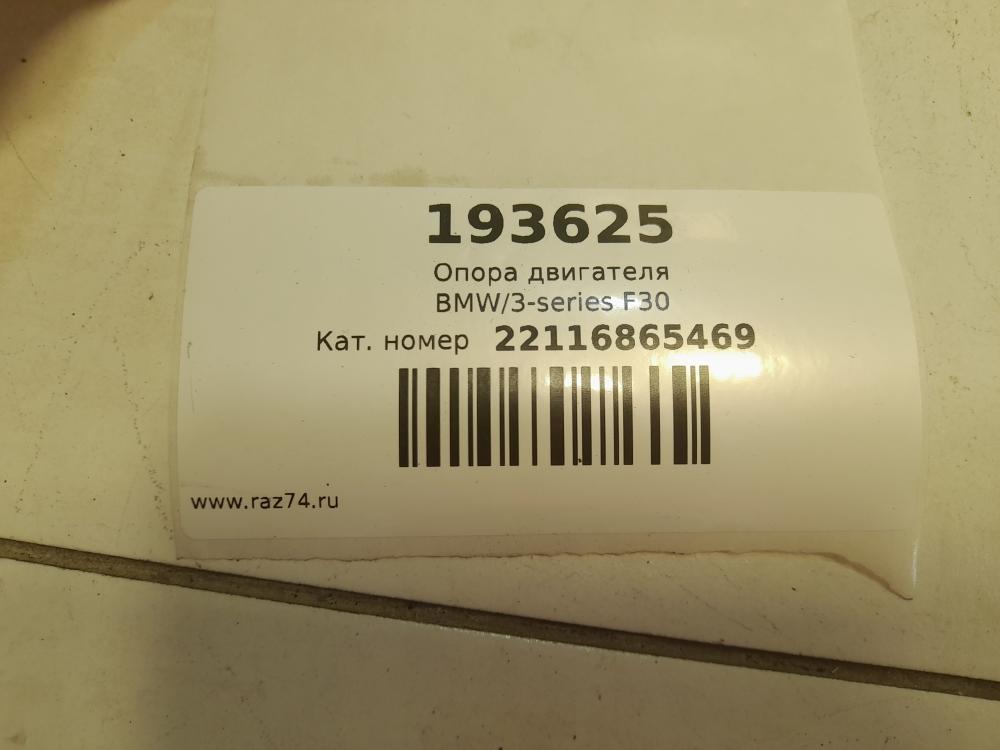 193625
Опора двигателя
BMW/3-series F30
Кат. номер 22116865469
www.raz74.ru